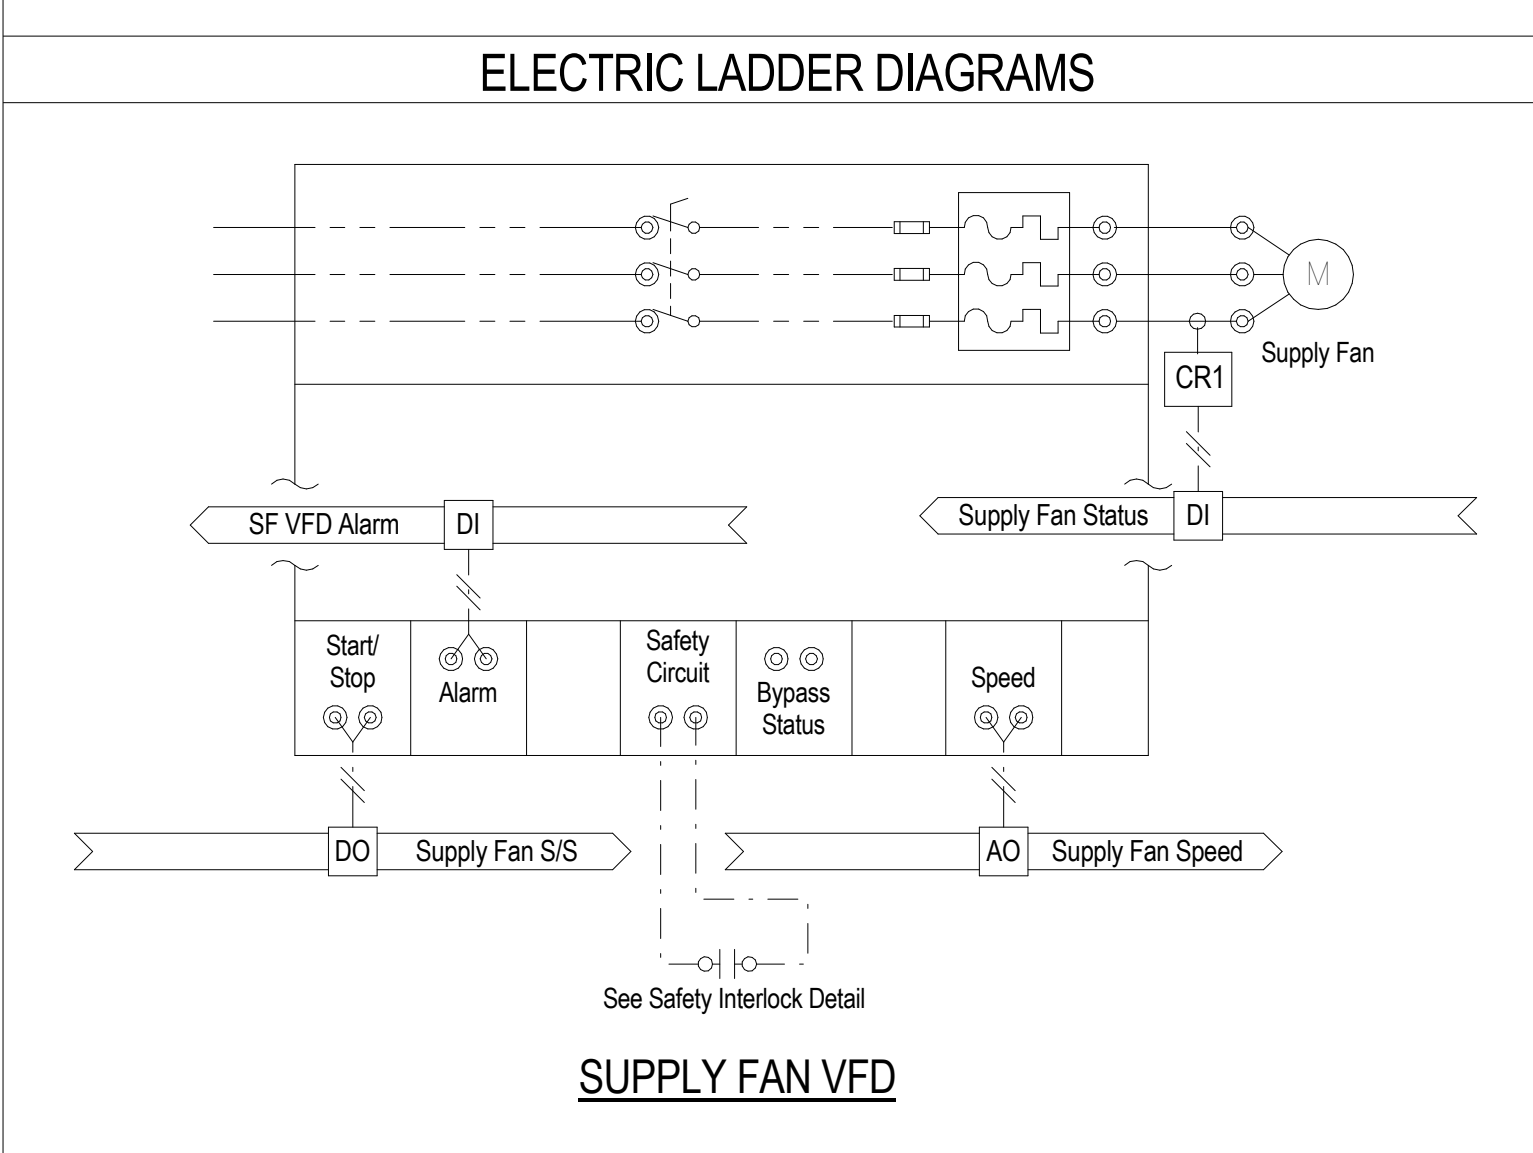 ELECTRIC LADDER DIAGRAMS
M
Supply Fan
CR1
SF VFD Alarm
DI
Supply Fan Status
DI
Start/
Stop
Alarm
Safety
Circuit
Bypass
Status
Speed
DO
Supply Fan S/S
AO
Supply Fan Speed
See Safety Interlock Detail
SUPPLY FAN VFD